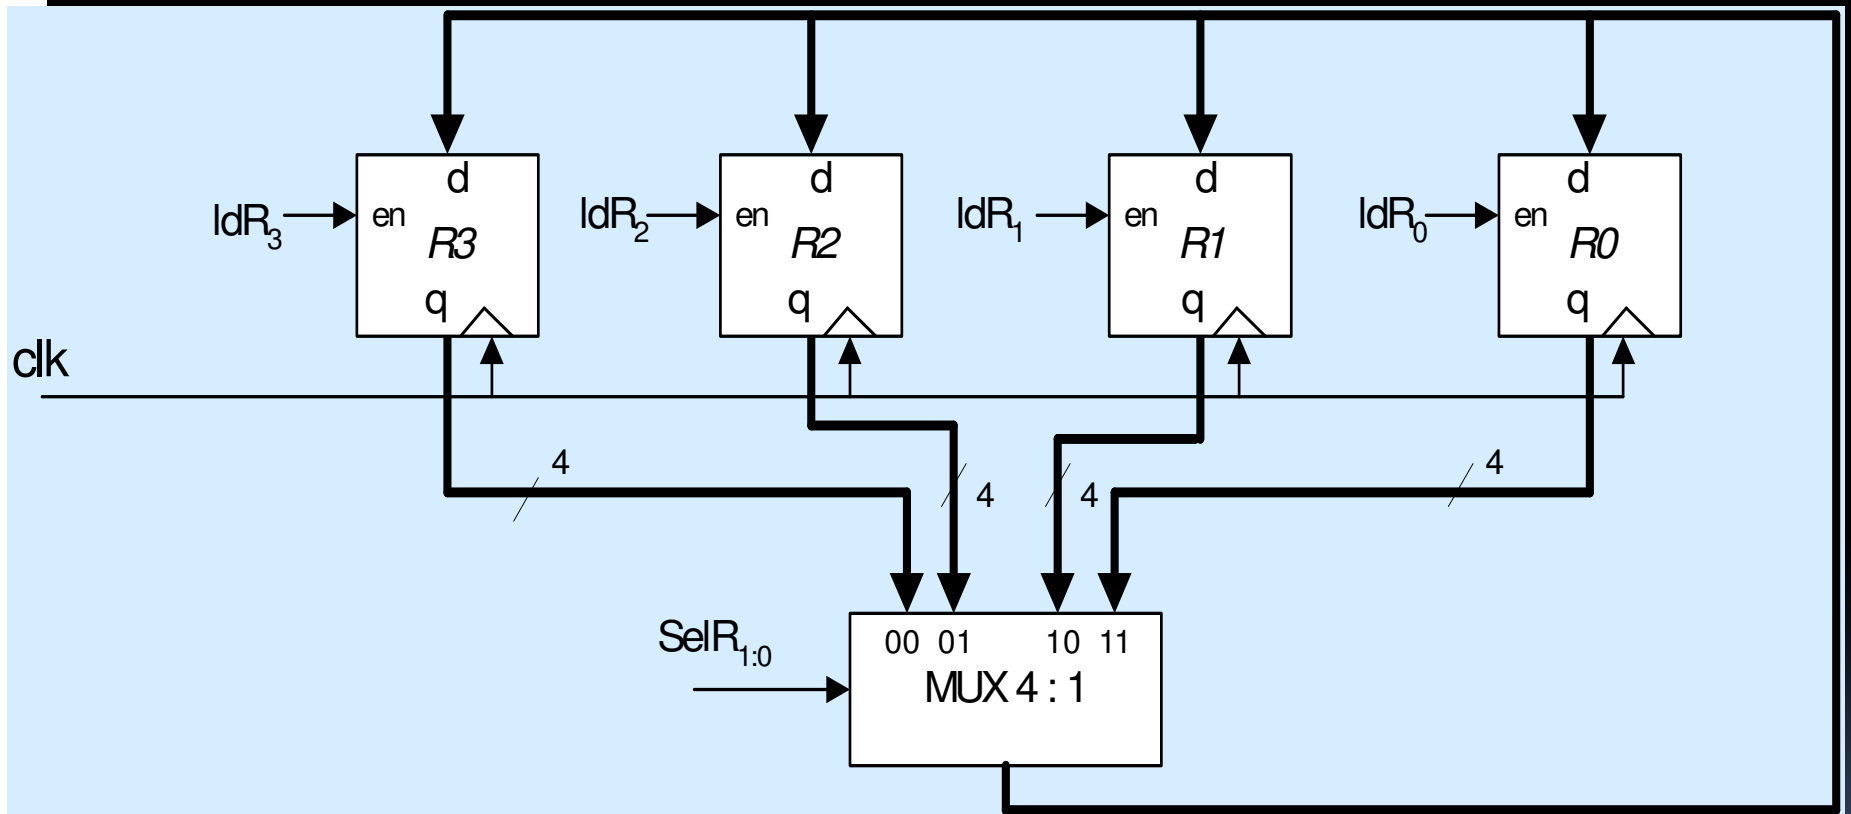 d d d d
ldR3 en ldR2 en ldR1 en ldR0 en
R3 R2 R1 R0
q q q q
clk
4 4 4 4
SelR1:0
00 01 10 11
MUX 4 : 1